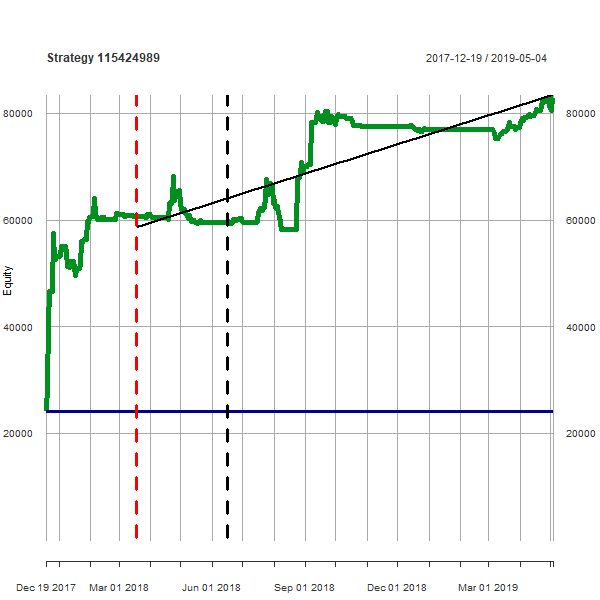 Strategy 115424989 2017-12-19 / 2019-05-04
80000 80000
60000 60000
Equity
40000 40000
20000 20000
Dec 19 2017 Mar 01 2018 Jun 01 2018 Sep 01 2018 Dec 01 2018 Mar 01 2019